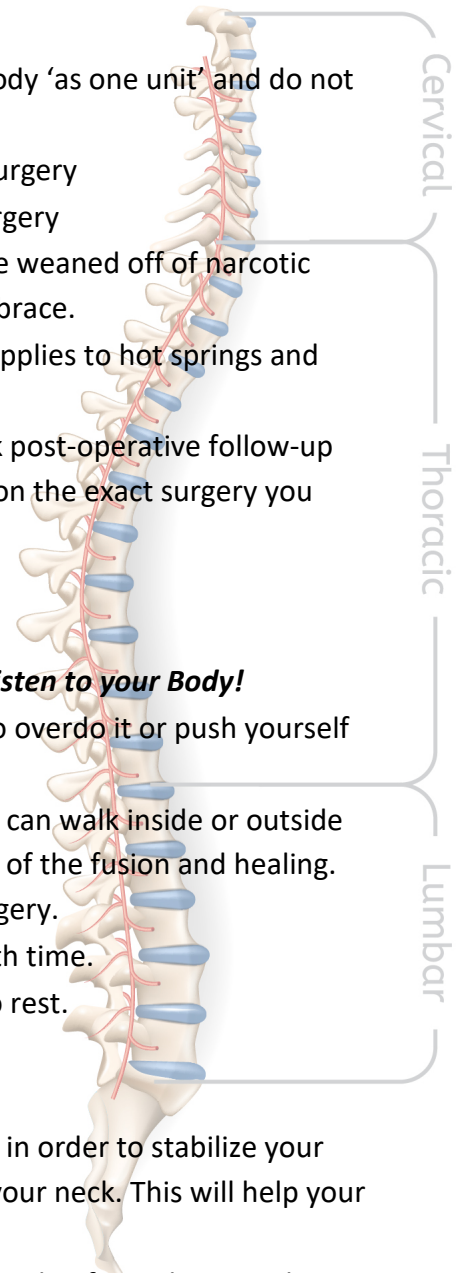 ody ‘as one unit’ and do not
urgery
rgery
e weaned off of narcotic
brace.
applies to hot springs and
k post-operative follow-up
on the exact surgery you
isten to your Body!
o overdo it or push yourself
can walk inside or outside
of the fusion and healing.
gery.
th time.
o rest.
in order to stabilize your
your neck. This will help your
Cervical
Thoracic
Lumbar